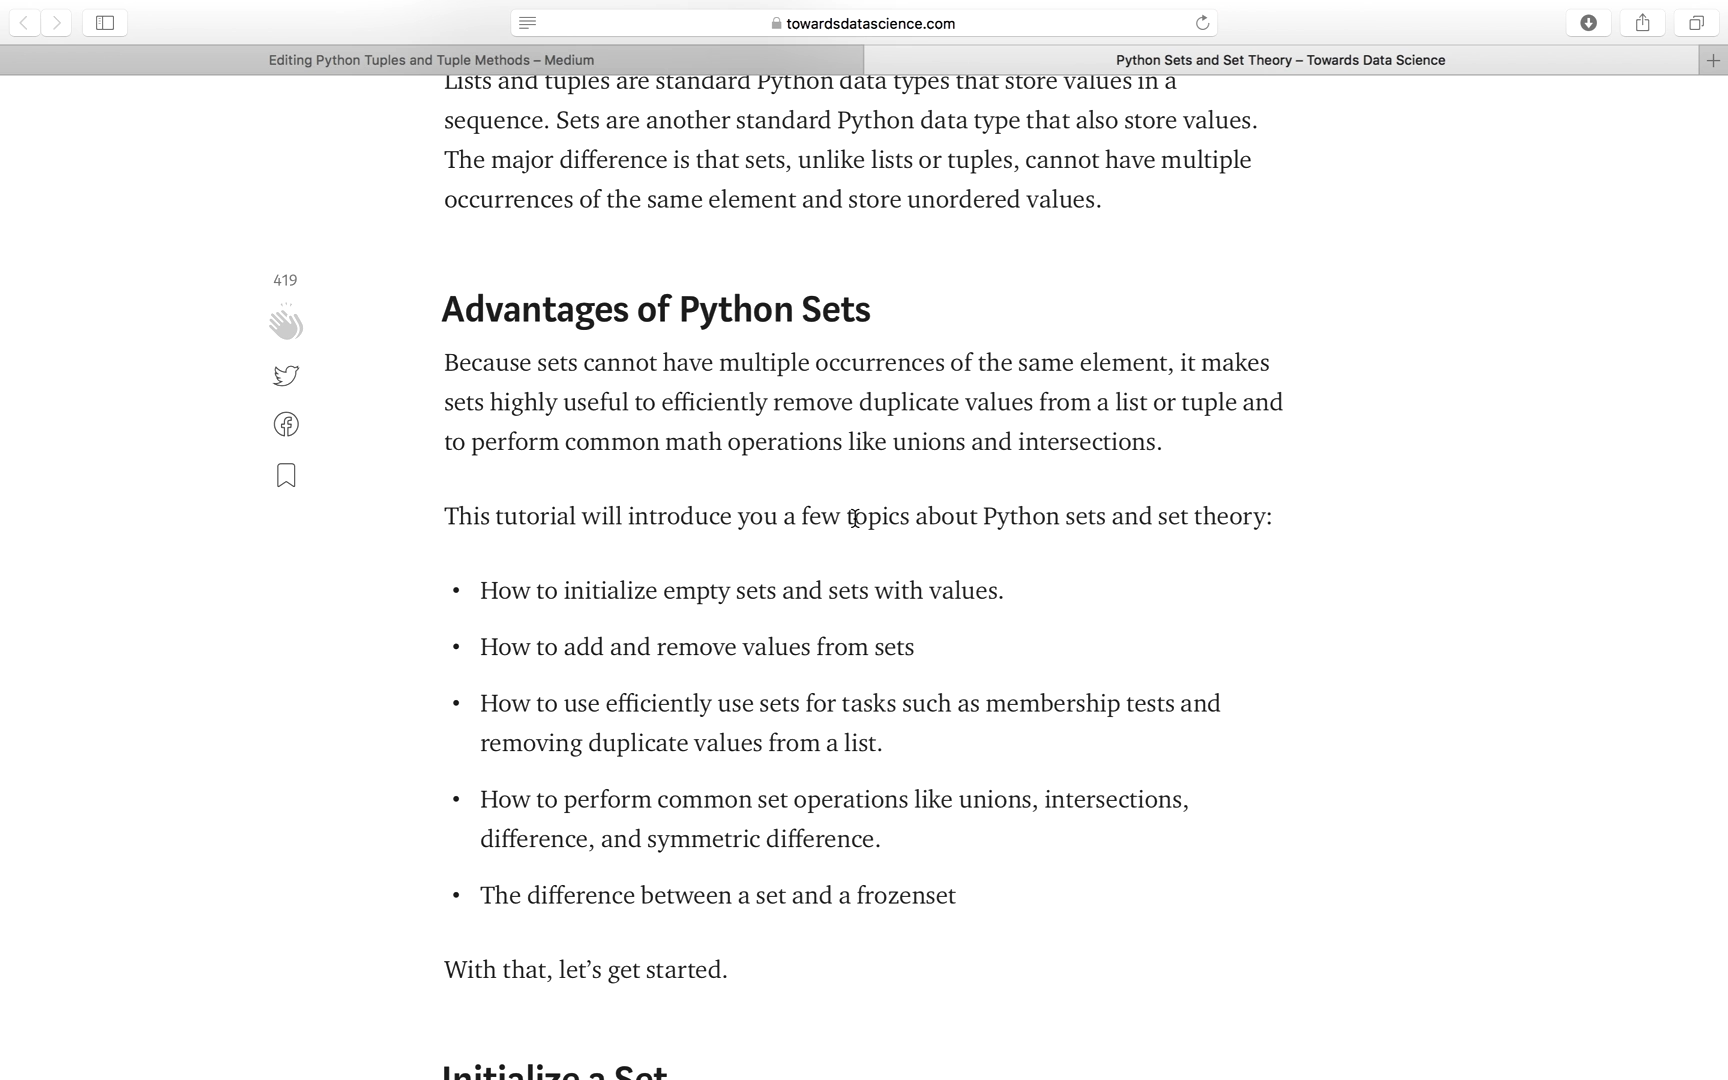 towardsdatascience.com
Editing Python Tuples and Tuple Methods – Medium
Python Sets and Set Theory – Towards Data Science
Lists and tuples are standard Python data types that store values in a
sequence. Sets are another standard Python data type that also store values.
The major difference is that sets, unlike lists or tuples, cannot have multiple
occurrences of the same element and store unordered values.
419
Advantages of Python Sets
Because sets cannot have multiple occurrences of the same element, it makes
sets highly useful to efficiently remove duplicate values from a list or tuple and
to perform common math operations like unions and intersections.
This tutorial will introduce you a few topics about Python sets and set theory:
• How to initialize empty sets and sets with values.
• How to add and remove values from sets
• How to use efficiently use sets for tasks such as membership tests and
removing duplicate values from a list.
• How to perform common set operations like unions, intersections,
difference, and symmetric difference.
• The difference between a set and a frozenset
With that, let’s get started.
Initialize a Set